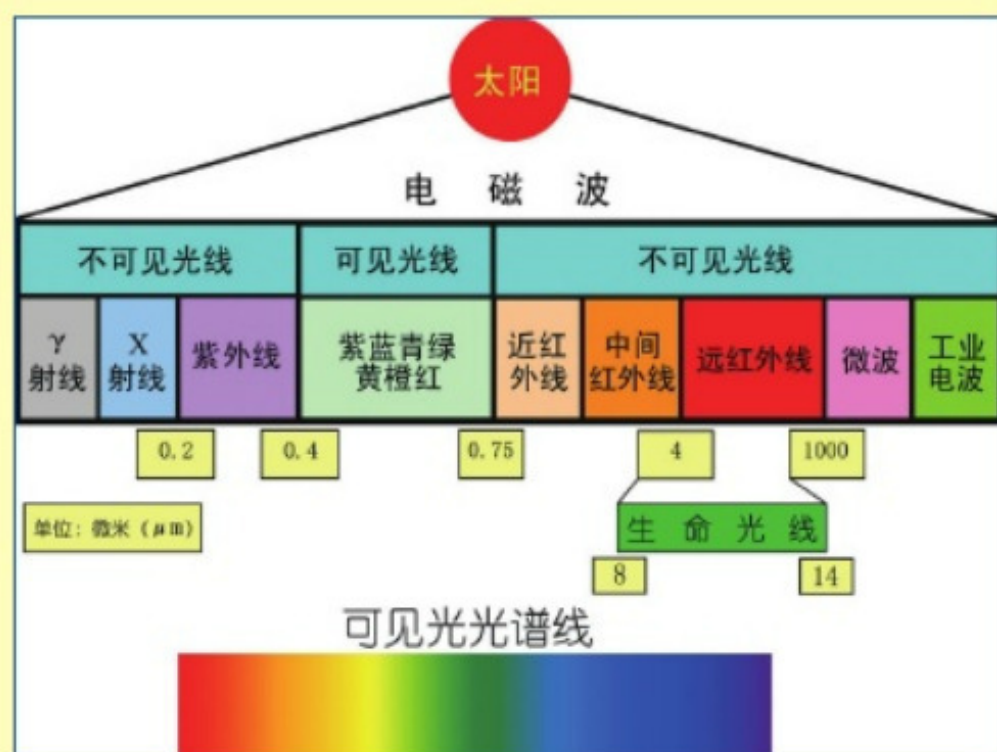 太阳
电 磁 波
不可见光线 可见光线 不可见光线
γ射线 X射线 紫外线 紫蓝青绿黄橙红 近红外线 中间红外线 远红外线 微波 工业电波
0.2 0.4 0.75 4 1000
单位：微米（μm）
生 命 光 线
8 14
可见光光谱线